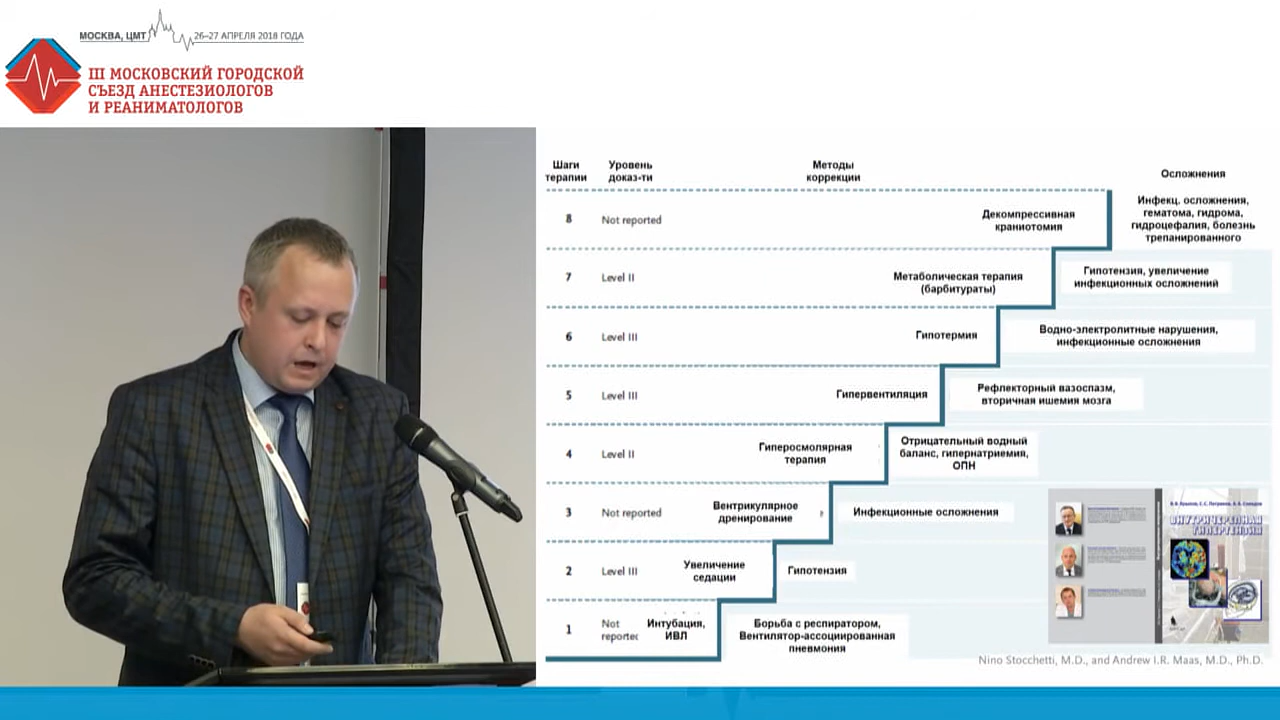 МОСКВА, ЦМТ
26–27 АПРЕЛЯ 2018 ГОДА
III МОСКОВСКИЙ ГОРОДСКОЙ
СЪЕЗД АНЕСТЕЗИОЛОГОВ
И РЕАНИМАТОЛОГОВ
Шаги
терапии
Уровень
доказ-ти
Методы
коррекции
Осложнения
8
Not reported
Декомпрессивная
краниотомия
Инфекц. осложнения,
гематома, гидрома,
гидроцефалия, болезнь
трепанированного
7
Level II
Метаболическая терапия
(барбитураты)
Гипотензия, увеличение
инфекционных осложнений
6
Level III
Гипотермия
Водно-электролитные нарушения,
инфекционные осложнения
5
Level III
Гипервентиляция
Рефлекторный вазоспазм,
вторичная ишемия мозга
4
Level II
Гиперосмолярная
терапия
Отрицательный водный
баланс, гипернатриемия,
ОПН
3
Not reported
Вентрикулярное
дренирование
Инфекционные осложнения
2
Level III
Увеличение
седации
Гипотензия
1
Not
reported
Интубация,
ИВЛ
Борьба с респиратором,
Вентилятор-ассоциированная
пневмония
ВНУТРИЧЕРЕПНАЯ
ГИПЕРТЕНЗИЯ
Nino Stocchetti, M.D., and Andrew I.R. Maas, M.D., Ph.D.